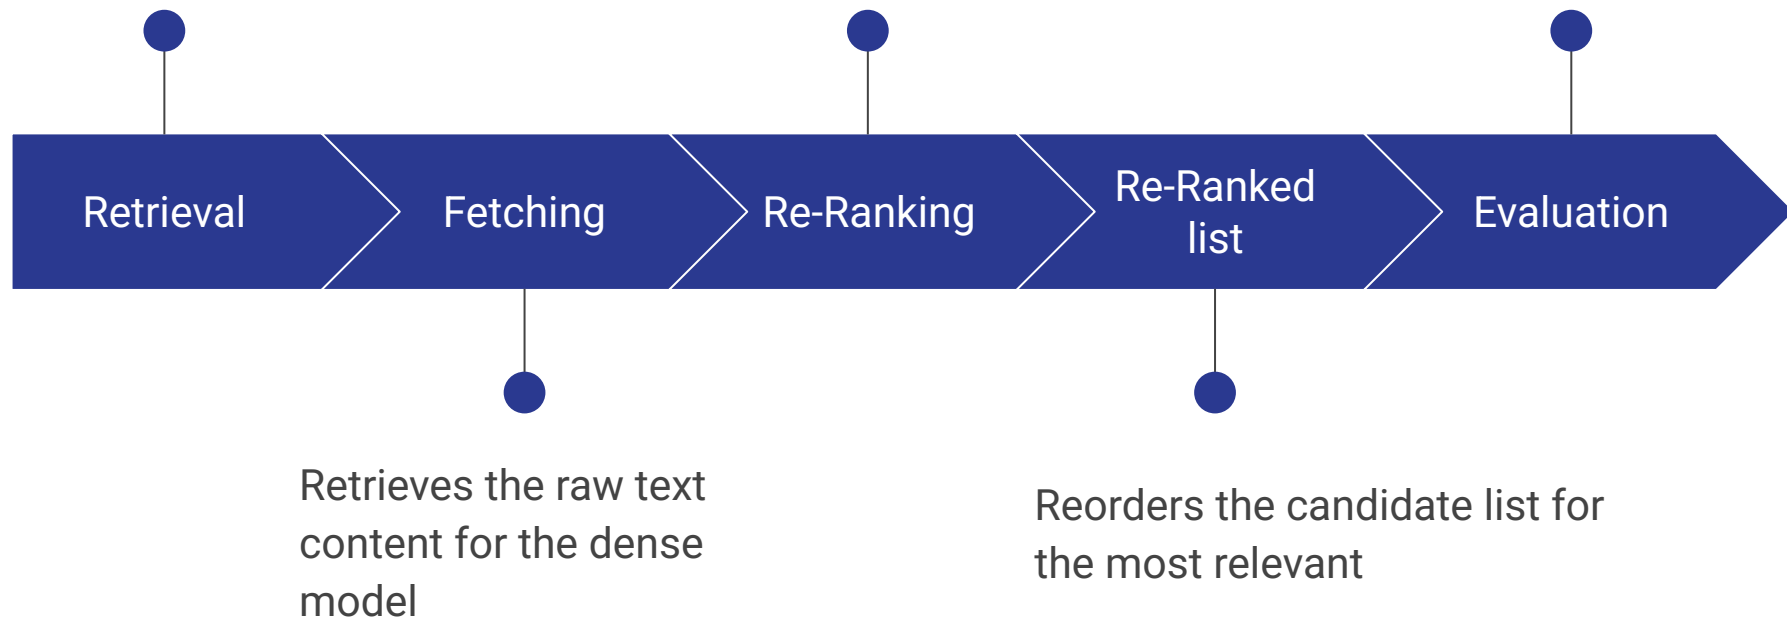 Retrieval
Fetching
Re-Ranking
Re-Ranked
list
Evaluation
Retrieves the raw text
content for the dense
model
Reorders the candidate list for
the most relevant